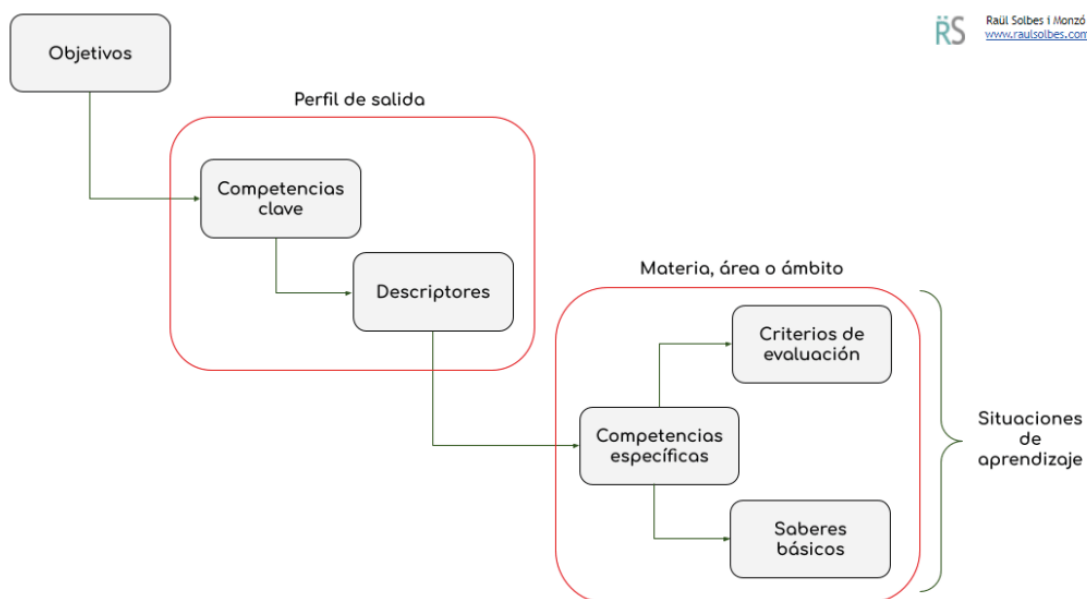 Raül Solbes i Monzó
www.raulsolbes.com
RS
Objetivos
Perfil de salida
Competencias
clave
Descriptores
Materia, área o ámbito
Criterios de
evaluación
Competencias
específicas
Saberes
básicos
Situaciones
de
aprendizaje